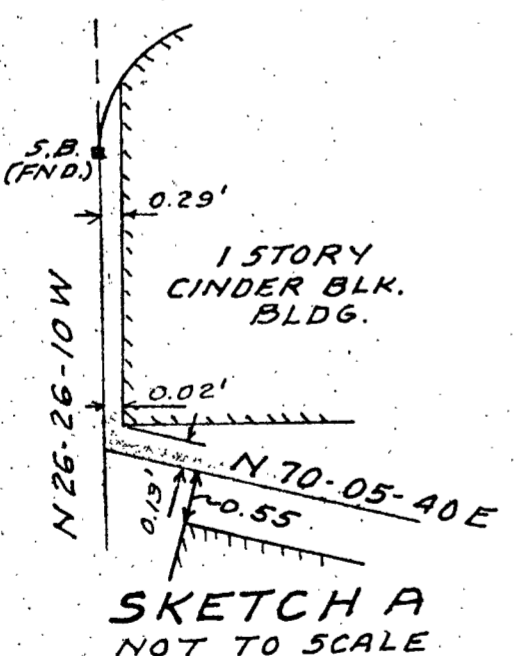 S.B.
(FND.)
0.29'
1 STORY
CINDER BLK.
BLDG.
N 26-26-10 W
0.02'
N 70-05-40 E
0.19'
0.55
SKETCH A
NOT TO SCALE